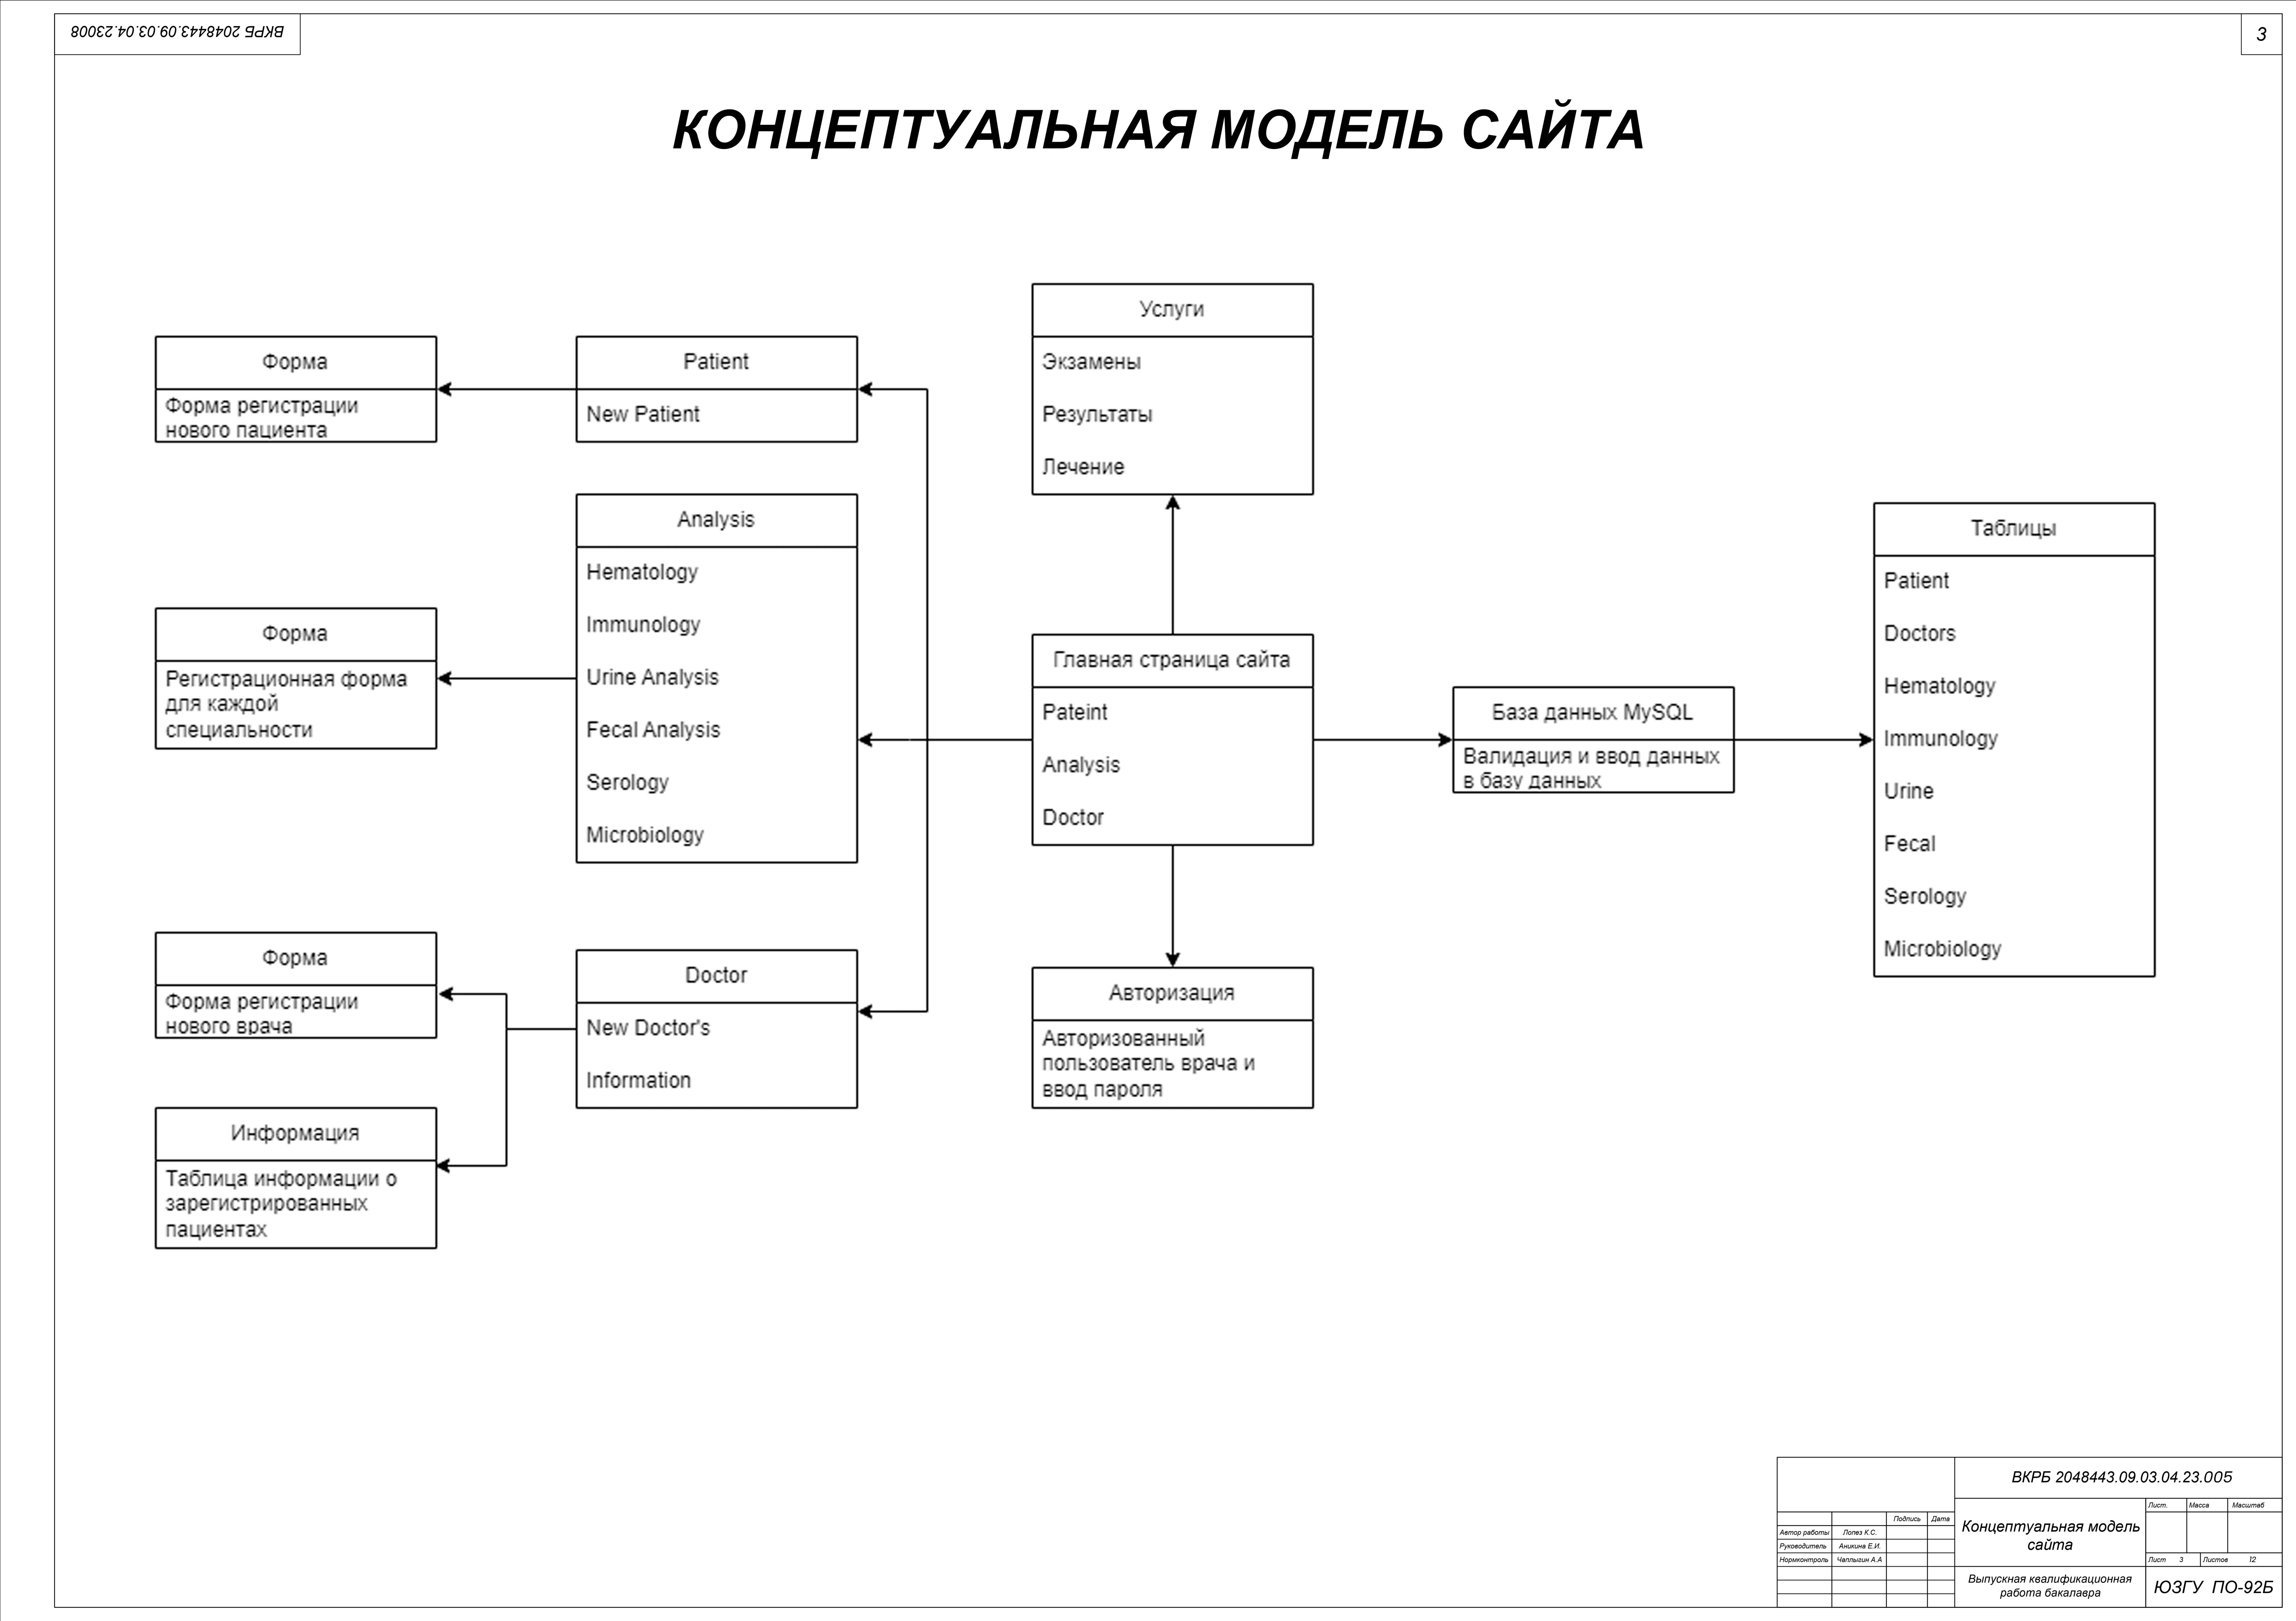 ВКРБ 2048443.09.03.04.23008
3
КОНЦЕПТУАЛЬНАЯ МОДЕЛЬ САЙТА
Форма
Форма регистрации
нового пациента
Patient
New Patient
Услуги
Экзамены
Результаты
Лечение
Analysis
Hematology
Immunology
Urine Analysis
Fecal Analysis
Serology
Microbiology
Форма
Регистрационная форма
для каждой
специальности
Главная страница сайта
Pateint
Analysis
Doctor
База данных MySQL
Валидация и ввод данных
в базу данных
Таблицы
Patient
Doctors
Hematology
Immunology
Urine
Fecal
Serology
Microbiology
Форма
Форма регистрации
нового врача
Doctor
New Doctor's
Information
Авторизация
Авторизованный
пользователь врача и
ввод пароля
Информация
Таблица информации о
зарегистрированных
пациентах
ВКРБ 2048443.09.03.04.23.005
Лист. Масса Масштаб
Подпись Дата
Концептуальная модель
сайта
Автор работы Лопез К.С.
Руководитель Аникина Е.И.
Нормконтроль Чаплыгин А.А
Лист 3 Листов 12
Выпускная квалификационная
работа бакалавра
ЮЗГУ ПО-92Б